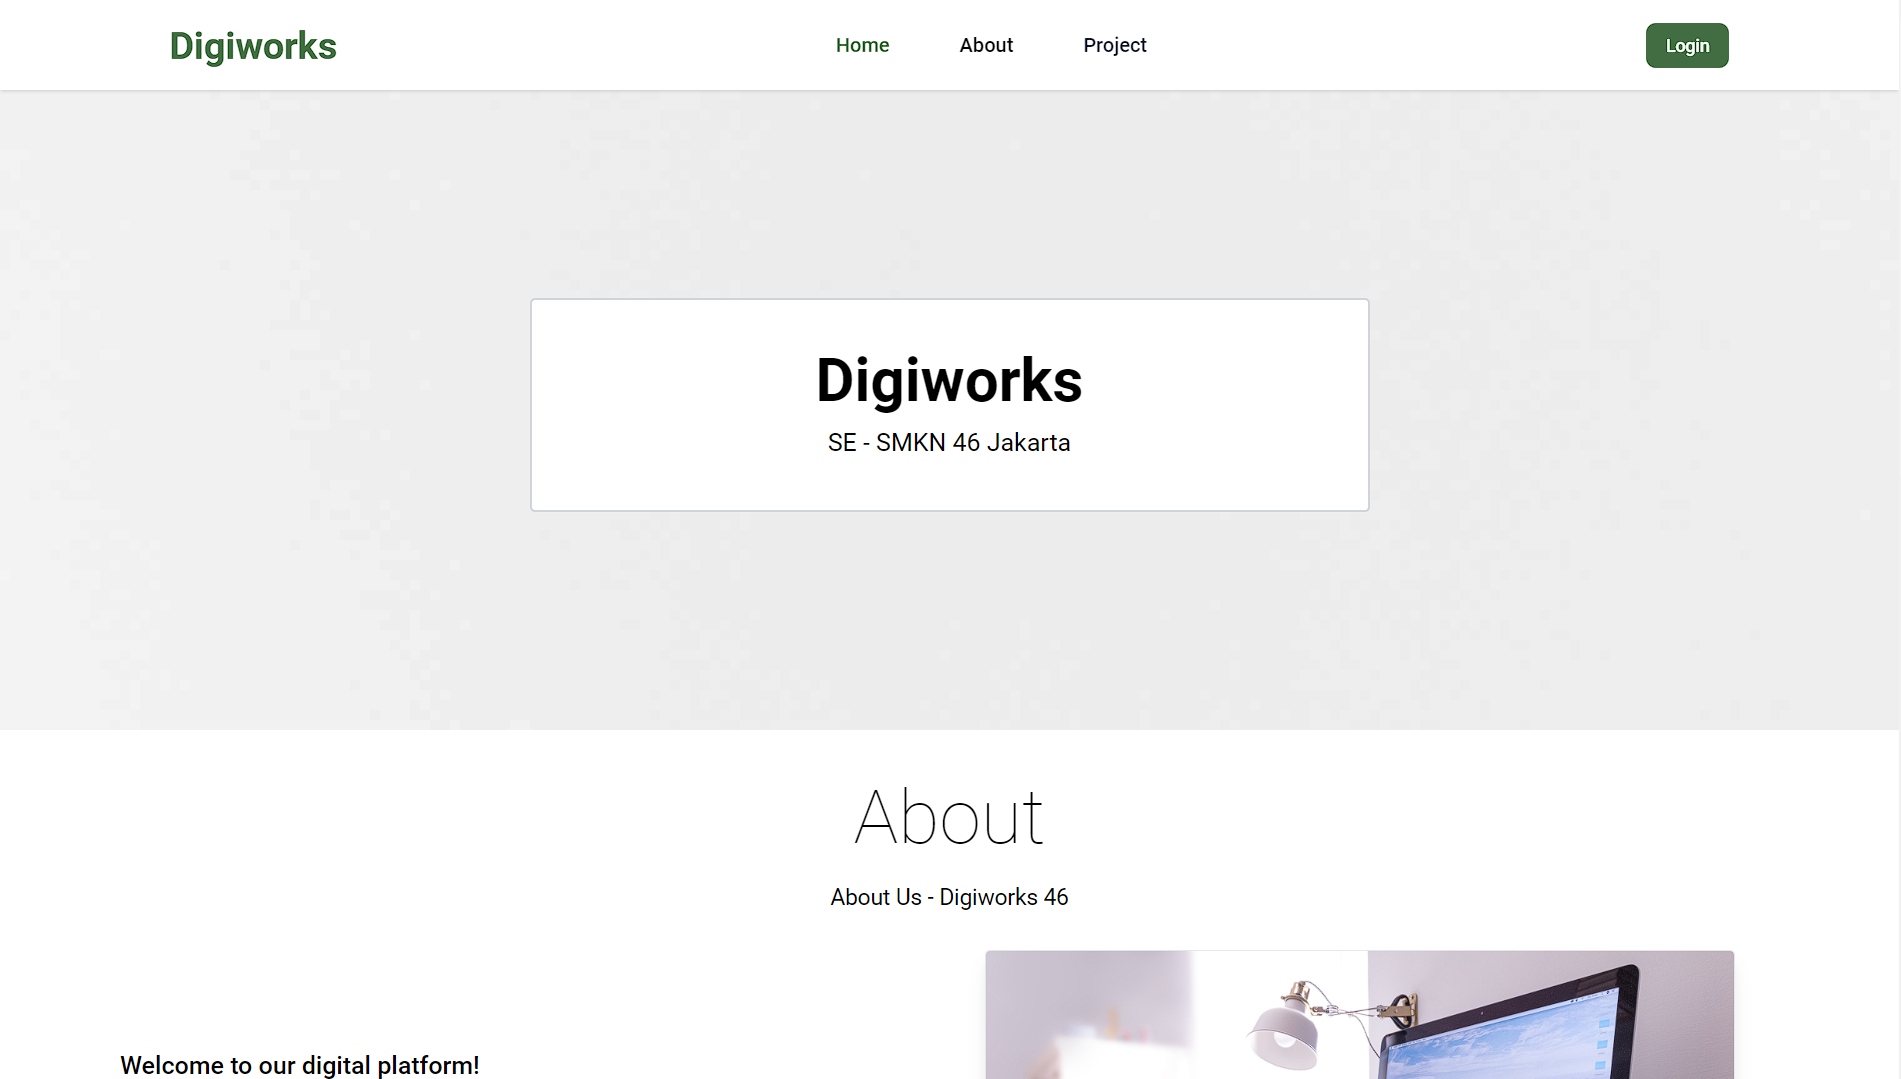 Digiworks
Home About Project Login
Digiworks
SE - SMKN 46 Jakarta
About
About Us - Digiworks 46
Welcome to our digital platform!